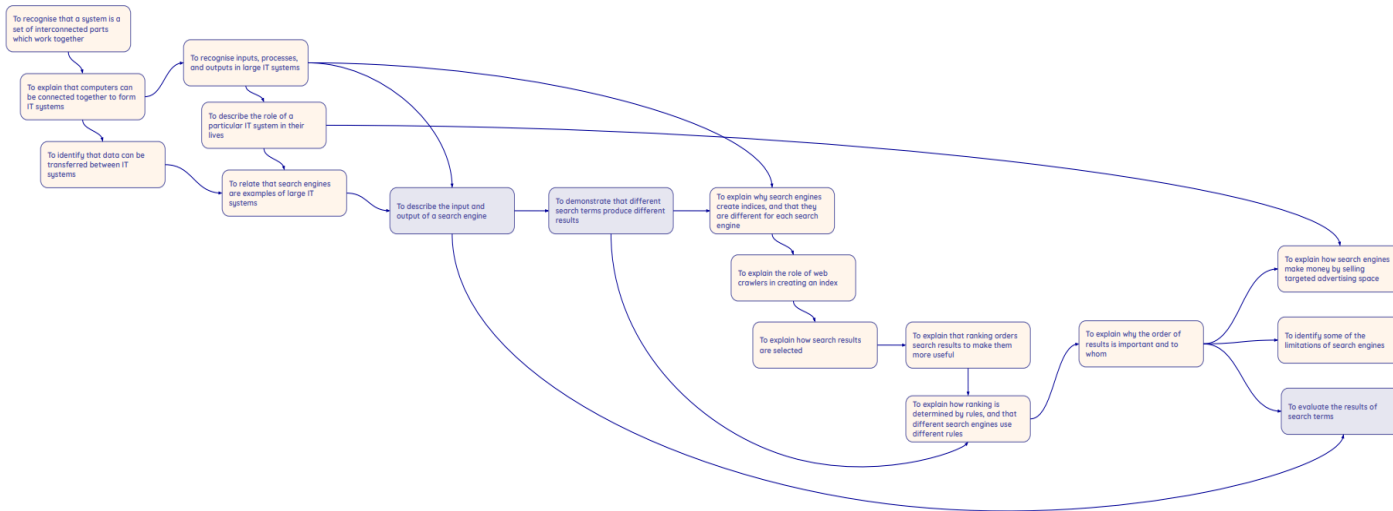 To recognise that a system is a
set of interconnected parts
which work together
To explain that computers can
be connected together to form
IT systems
To identify that data can be
transferred between IT
systems
To recognise inputs, processes,
and outputs in large IT systems
To describe the role of a
particular IT system in their
lives
To relate that search engines
are examples of large IT
systems
To describe the input and
output of a search engine
To demonstrate that different
search terms produce different
results
To explain why search engines
create indices, and that they
are different for each search
engine
To explain the role of web
crawlers in creating an index
To explain how search results
are selected
To explain that ranking orders
search results to make them
more useful
To explain how ranking is
determined by rules, and that
different search engines use
different rules
To explain why the order of
results is important and to
whom
To explain how search engines
make money by selling
targeted advertising space
To identify some of the
limitations of search engines
To evaluate the results of
search terms